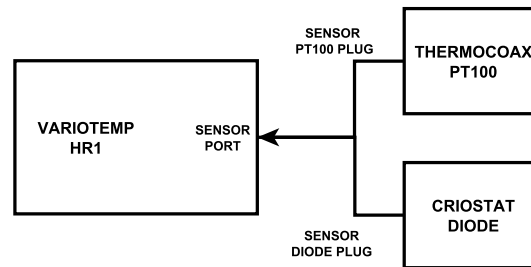 SENSOR
PT100 PLUG
THERMOCOAX
PT100
VARIOTEMP
HR1
SENSOR
PORT
CRIOSTAT
DIODE
SENSOR
DIODE PLUG